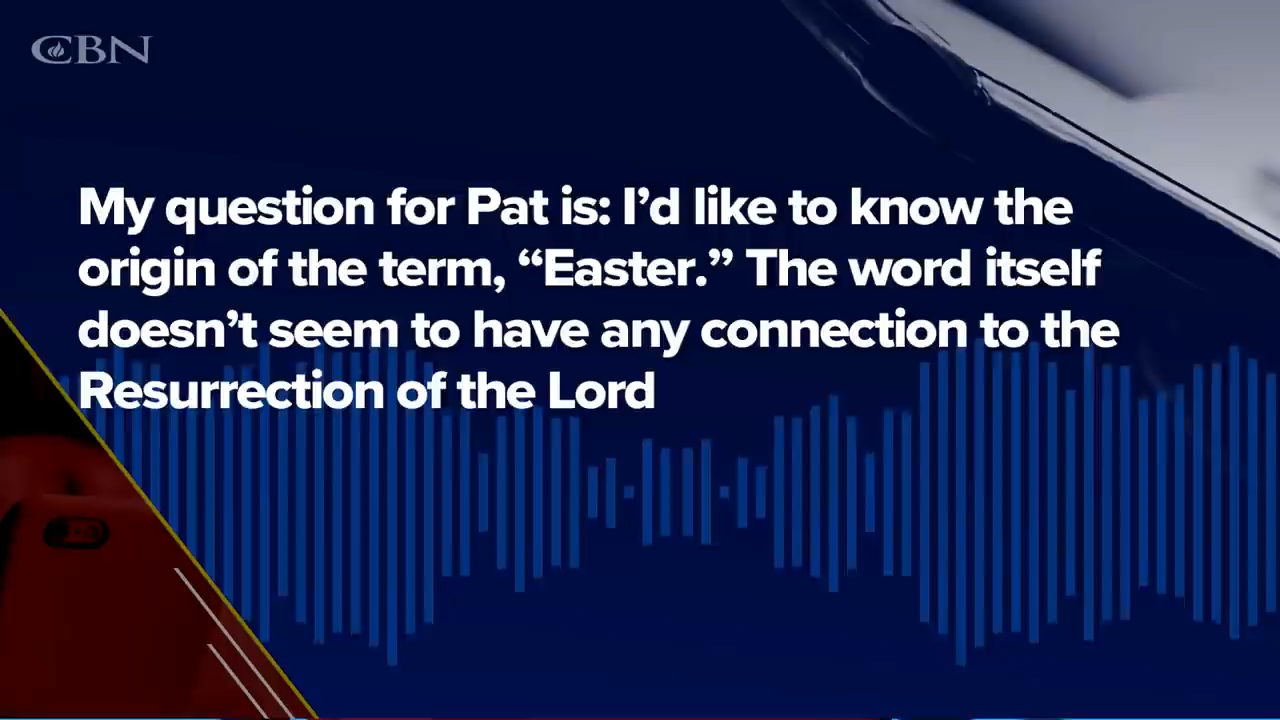 CBN
My question for Pat is: I’d like to know the
origin of the term, “Easter.” The word itself
doesn’t seem to have any connection to the
Resurrection of the Lord